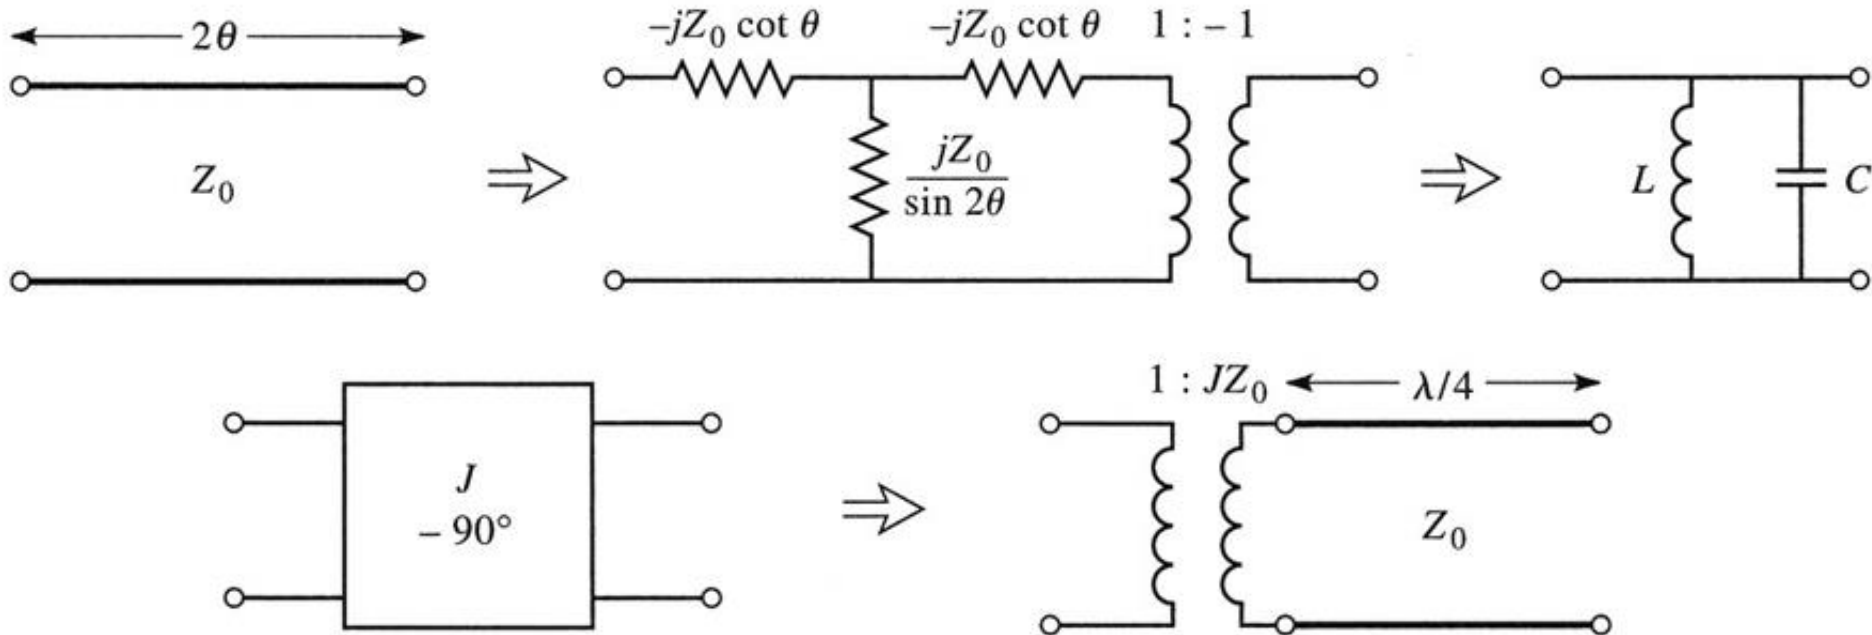 2θ
Z₀
–jZ₀ cot θ
–jZ₀ cot θ
1 : – 1
jZ₀
sin 2θ
L
C
J
– 90°
1 : JZ₀
λ/4
Z₀